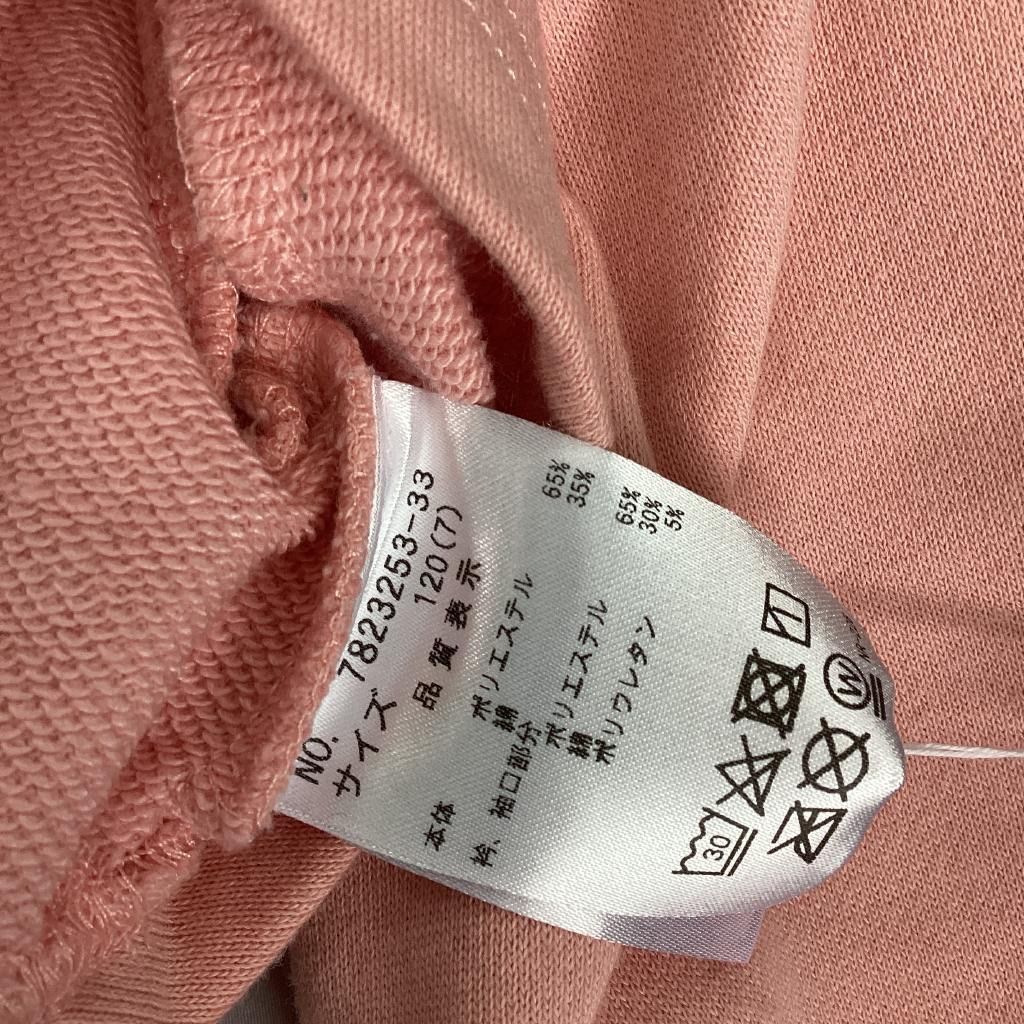 NO. 7823253-33
サイズ 120(7)
品質表示
本体 ポリエステル 65%
綿 35%
衿、袖口部分
ポリエステル 65%
綿 30%
ポリウレタン 5%
30
W